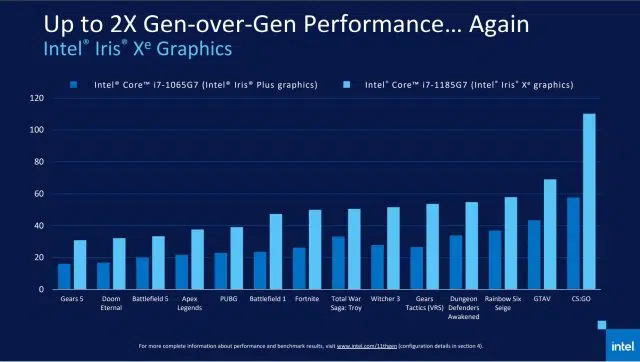 Up to 2X Gen-over-Gen Performance… Again
Intel® Iris® Xe Graphics
Intel® Core™ i7-1065G7 (Intel® Iris® Plus graphics)
Intel® Core™ i7-1185G7 (Intel® Iris® Xe graphics)
120
100
80
60
40
20
0
Gears 5
Doom
Eternal
Battlefield 5
Apex
Legends
PUBG
Battlefield 1
Fortnite
Total War
Saga: Troy
Witcher 3
Gears
Tactics (VRS)
Dungeon
Defenders
Awakened
Rainbow Six
Seige
GTAV
CS:GO
For more complete information about performance and benchmark results, visit www.intel.com/11thgen (configuration details in section 4).
intel